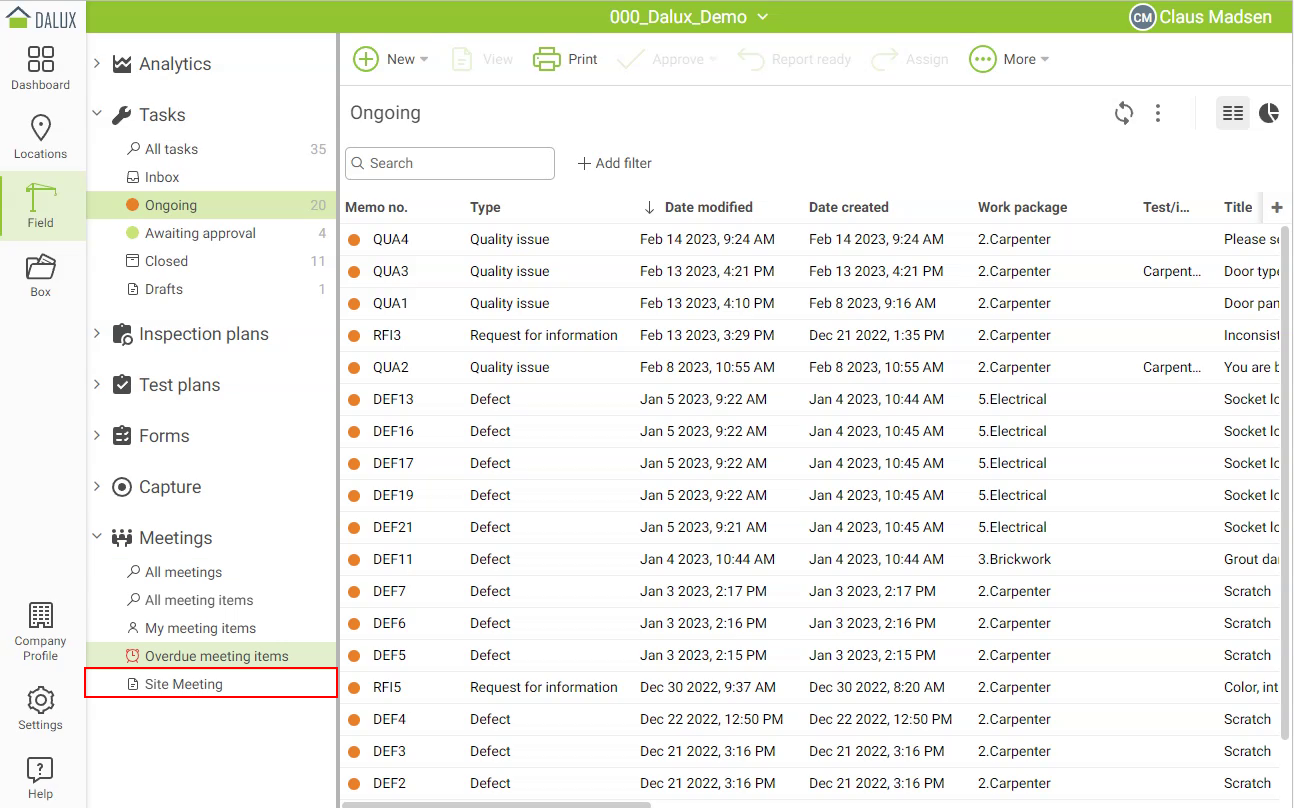 DALUX
000_Dalux_Demo
CM Claus Madsen
Dashboard
Locations
Field
Box
Company
Profile
Settings
Help
Analytics
Tasks
All tasks 35
Inbox
Ongoing 20
Awaiting approval 4
Closed 11
Drafts 1
Inspection plans
Test plans
Forms
Capture
Meetings
All meetings
All meeting items
My meeting items
Overdue meeting items
Site Meeting
New View Print Approve Report ready Assign More
Ongoing
Search + Add filter
Memo no. Type Date modified Date created Work package Test/i... Title +
QUA4 Quality issue Feb 14 2023, 9:24 AM Feb 14 2023, 9:24 AM 2.Carpenter Please se
QUA3 Quality issue Feb 13 2023, 4:21 PM Feb 13 2023, 4:21 PM 2.Carpenter Carpent... Door type
QUA1 Quality issue Feb 13 2023, 4:10 PM Feb 8 2023, 9:16 AM 2.Carpenter Door pan
RFI3 Request for information Feb 13 2023, 3:29 PM Dec 21 2022, 1:35 PM 2.Carpenter Inconsist
QUA2 Quality issue Feb 8 2023, 10:55 AM Feb 8 2023, 10:55 AM 2.Carpenter Carpent... You are b
DEF13 Defect Jan 5 2023, 9:22 AM Jan 4 2023, 10:44 AM 5.Electrical Socket lo
DEF16 Defect Jan 5 2023, 9:22 AM Jan 4 2023, 10:45 AM 5.Electrical Socket lo
DEF17 Defect Jan 5 2023, 9:22 AM Jan 4 2023, 10:45 AM 5.Electrical Socket lo
DEF19 Defect Jan 5 2023, 9:22 AM Jan 4 2023, 10:45 AM 5.Electrical Socket lo
DEF21 Defect Jan 5 2023, 9:21 AM Jan 4 2023, 10:45 AM 5.Electrical Socket lo
DEF11 Defect Jan 4 2023, 10:44 AM Jan 4 2023, 10:44 AM 3.Brickwork Grout da
DEF7 Defect Jan 3 2023, 2:17 PM Jan 3 2023, 2:17 PM 2.Carpenter Scratch
DEF6 Defect Jan 3 2023, 2:16 PM Jan 3 2023, 2:16 PM 2.Carpenter Scratch
DEF5 Defect Jan 3 2023, 2:15 PM Jan 3 2023, 2:15 PM 2.Carpenter Scratch
RFI5 Request for information Dec 30 2022, 9:37 AM Dec 30 2022, 8:20 AM 2.Carpenter Color, int
DEF4 Defect Dec 22 2022, 12:50 PM Dec 22 2022, 12:50 PM 2.Carpenter Scratch
DEF3 Defect Dec 21 2022, 3:16 PM Dec 21 2022, 3:16 PM 2.Carpenter Scratch
DEF2 Defect Dec 21 2022, 3:16 PM Dec 21 2022, 3:16 PM 2.Carpenter Scratch